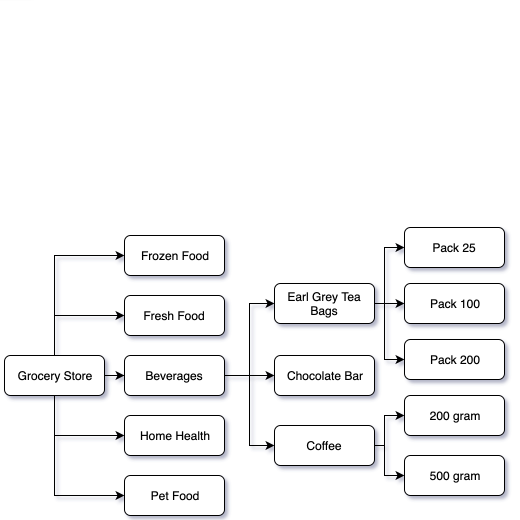 Grocery Store
Frozen Food
Fresh Food
Beverages
Home Health
Pet Food
Earl Grey Tea
Bags
Chocolate Bar
Coffee
Pack 25
Pack 100
Pack 200
200 gram
500 gram